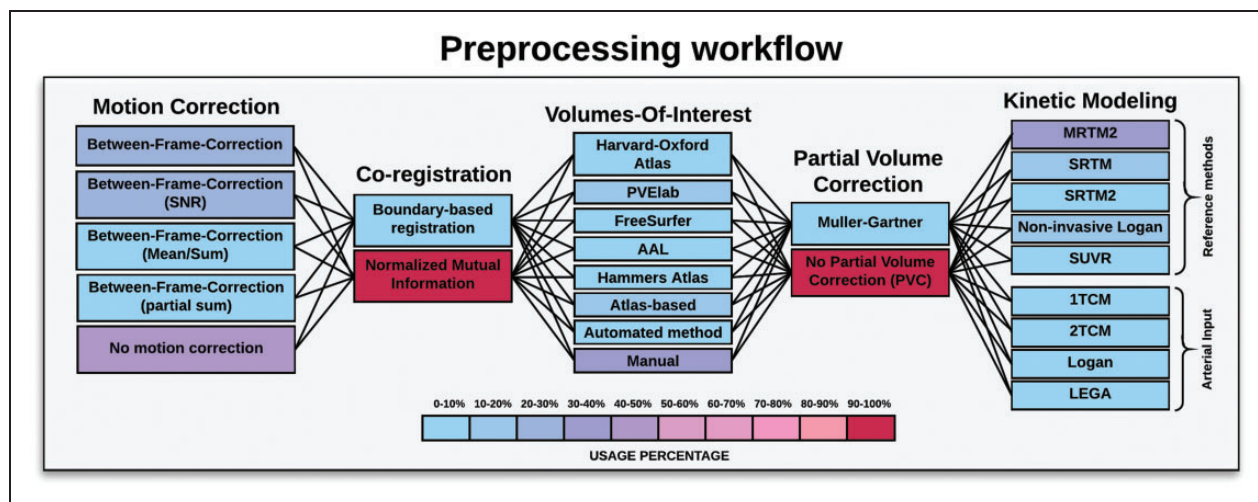 Preprocessing workflow
Motion Correction
Between-Frame-Correction
Between-Frame-Correction
(SNR)
Between-Frame-Correction
(Mean/Sum)
Between-Frame-Correction
(partial sum)
No motion correction
Co-registration
Boundary-based
registration
Normalized Mutual
Information
Volumes-Of-Interest
Harvard-Oxford
Atlas
PVElab
FreeSurfer
AAL
Hammers Atlas
Atlas-based
Automated method
Manual
Partial Volume
Correction
Muller-Gartner
No Partial Volume
Correction (PVC)
Kinetic Modeling
MRTM2
SRTM
SRTM2
Non-invasive Logan
SUVR
Reference methods
1TCM
2TCM
Logan
LEGA
Arterial Input
0-10% 10-20% 20-30% 30-40% 40-50% 50-60% 60-70% 70-80% 80-90% 90-100%
USAGE PERCENTAGE